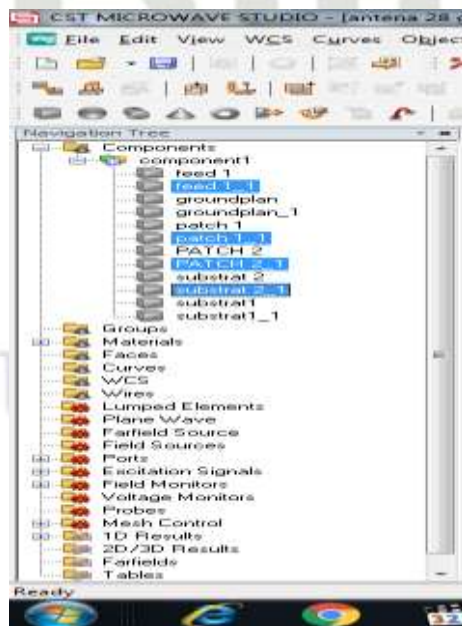 CST MICROWAVE STUDIO - [antena 28 g
File Edit View WCS Curves Objec
Navigation Tree
Components
component1
feed 1
feed 1_1
groundplan
groundplan_1
patch 1
patch 1_1
PATCH 2
PATCH 2_1
substrat 2
substrat 2_1
substrat1
substrat1_1
Groups
Materials
Faces
Curves
WCS
Wires
Lumped Elements
Plane Wave
Farfield Source
Field Sources
Ports
Excitation Signals
Field Monitors
Voltage Monitors
Probes
Mesh Control
1D Results
2D/3D Results
Farfields
Tables
Ready